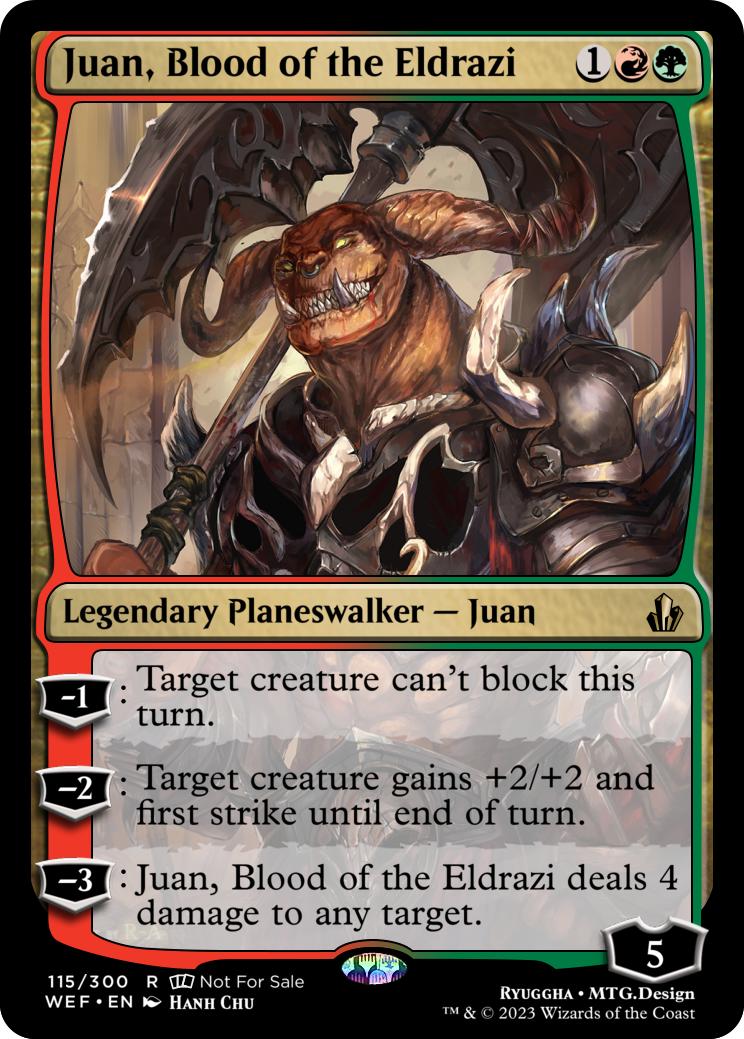 Juan, Blood of the Eldrazi 1
Legendary Planeswalker — Juan
-1 : Target creature can't block this
turn.
-2 : Target creature gains +2/+2 and
first strike until end of turn.
-3 : Juan, Blood of the Eldrazi deals 4
damage to any target.
5
115/300 R Not For Sale
WEF • EN Hanh Chu
Ryuggha • MTG.Design
™ & © 2023 Wizards of the Coast